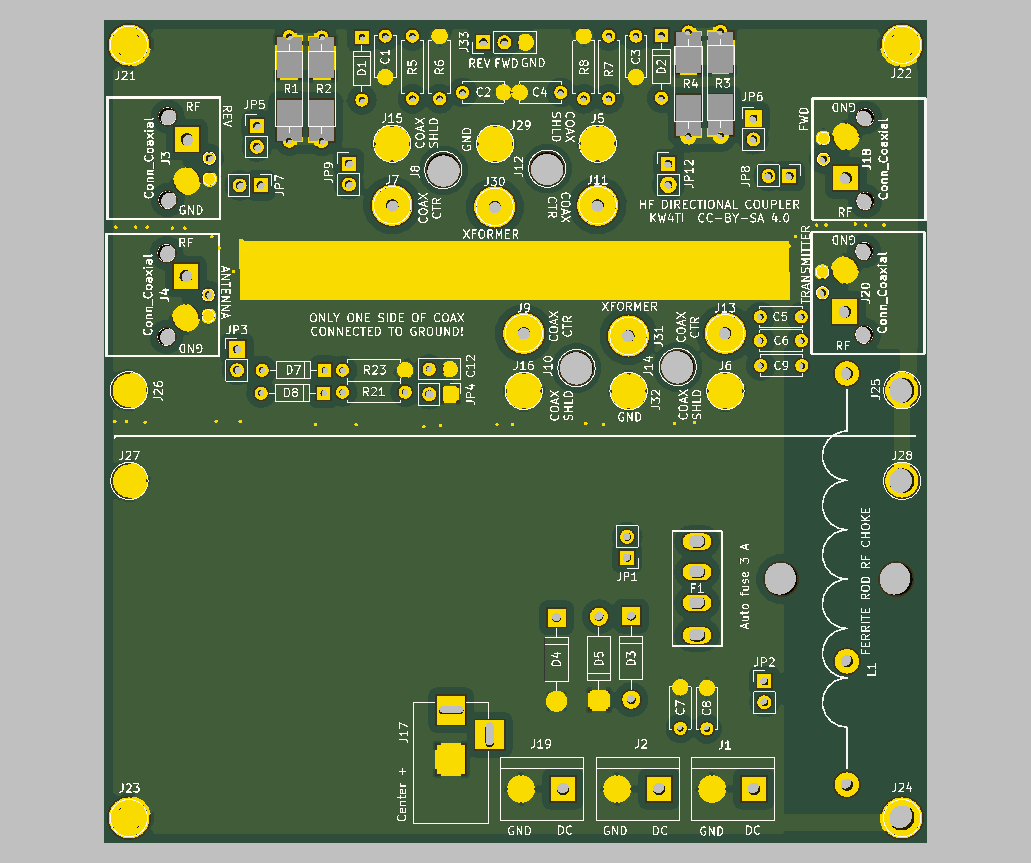 J21
R1
R2
D1
C1
R5
R6
J33
REV FWD GND
C2
C4
R8
R7
C3
D2
R4
R3
J22
RF
REV
Conn_Coaxial
J3
GND
JP5
JP7
JP9
J15
COAX
SHLD
GND
J29
SHLD
COAX
J5
J8
J12
J7
COAX
CTR
J30
XFORMER
CTR
COAX
J11
JP12
JP6
JP8
FWD
GND
Conn_Coaxial
J18
RF
HF DIRECTIONAL COUPLER
KW4TI CC-BY-SA 4.0
RF
Conn_Coaxial
J4
GND
ANTENNA
TRANSMITTER
GND
Conn_Coaxial
J20
RF
ONLY ONE SIDE OF COAX
CONNECTED TO GROUND!
JP3
D7
D8
R23
R21
C12
JP4
J9
COAX
CTR
J16
J10
COAX
SHLD
XFORMER
J31
J14
J32
GND
COAX
CTR
J13
COAX
SHLD
J6
C5
C6
C9
J26
J25
J27
J28
JP1
F1
Auto fuse 3 A
FERRITE ROD RF CHOKE
L1
D4
D5
D3
JP2
C7
C8
J17
Center +
J19
GND
DC
J2
GND
DC
J1
GND
DC
J23
J24